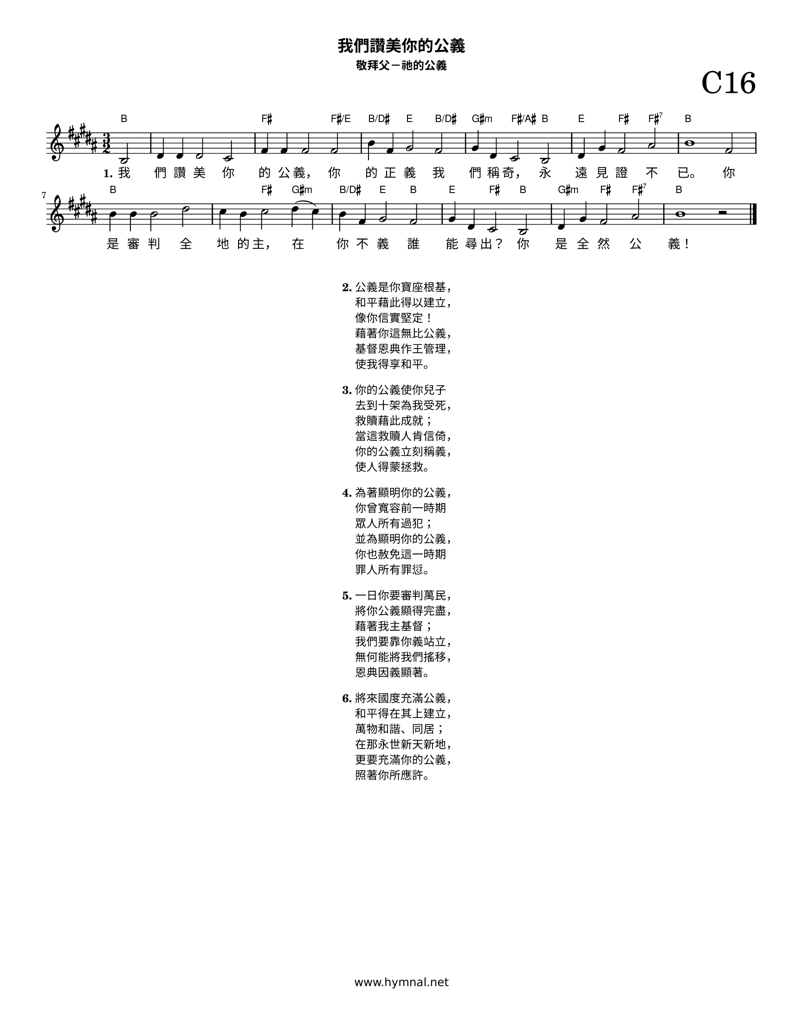 我們讚美你的公義
敬拜父－祂的公義
C16
B F♯ F♯/E B/D♯ E B/D♯ G♯m F♯/A♯ B E F♯ F♯7 B
3 2
1. 我 們 讚 美 你 的 公 義， 你 的 正 義 我 們 稱 奇， 永 遠 見 證 不 已。 你
7
B F♯ G♯m B/D♯ E B E F♯ B G♯m F♯ F♯7 B
是 審 判 全 地 的 主， 在 你 不 義 誰 能 尋 出？ 你 是 全 然 公 義！
2. 公義是你寶座根基，
和平藉此得以建立，
像你信實堅定！
藉著你這無比公義，
基督恩典作王管理，
使我得享和平。
3. 你的公義使你兒子
去到十架為我受死，
救贖藉此成就；
當這救贖人肯信倚，
你的公義立刻稱義，
使人得蒙拯救。
4. 為著顯明你的公義，
你曾寬容前一時期
眾人所有過犯；
並為顯明你的公義，
你也赦免這一時期
罪人所有罪愆。
5. 一日你要審判萬民，
將你公義顯得完盡，
藉著我主基督；
我們要靠你義站立，
無何能將我們搖移，
恩典因義顯著。
6. 將來國度充滿公義，
和平得在其上建立，
萬物和諧、同居；
在那永世新天新地，
更要充滿你的公義，
照著你所應許。
www.hymnal.net